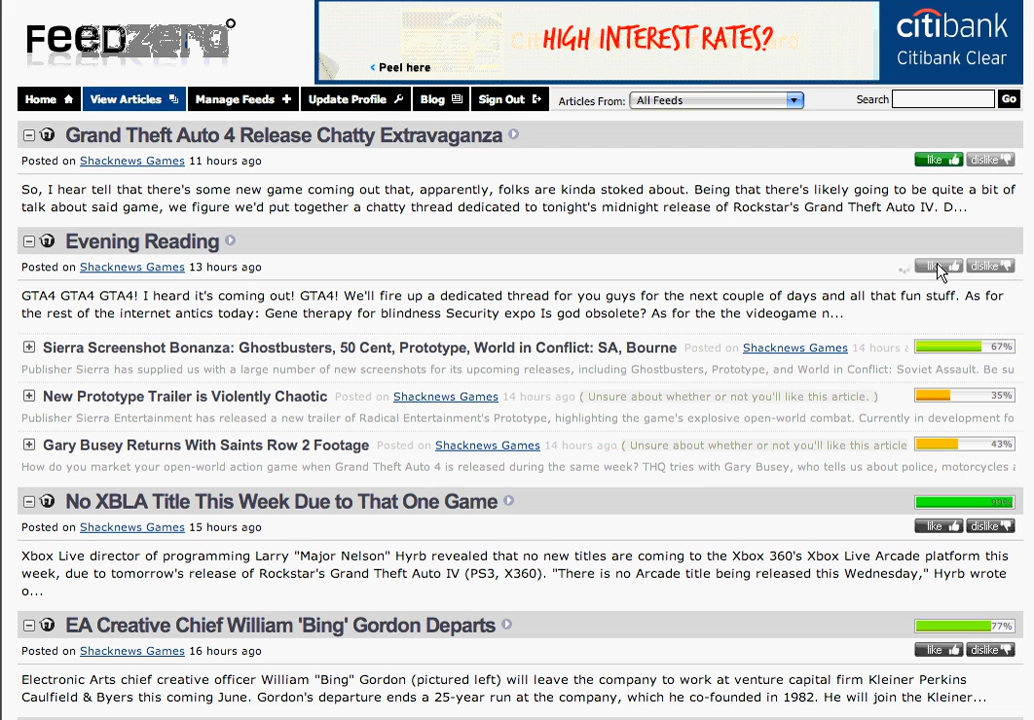 FeedZero
HIGH INTEREST RATES?
< Peel here
citibank
Citibank Clear
Home View Articles Manage Feeds Update Profile Blog Sign Out Articles From: All Feeds Search Go
Grand Theft Auto 4 Release Chatty Extravaganza
Posted on Shacknews Games 11 hours ago like dislike
So, I hear tell that there's some new game coming out that, apparently, folks are kinda stoked about. Being that there's likely going to be quite a bit of
talk about said game, we figure we'd put together a chatty thread dedicated to tonight's midnight release of Rockstar's Grand Theft Auto IV. D...
Evening Reading
Posted on Shacknews Games 13 hours ago like dislike
GTA4 GTA4 GTA4! I heard it's coming out! GTA4! We'll fire up a dedicated thread for you guys for the next couple of days and all that fun stuff. As for
the rest of the internet antics today: Gene therapy for blindness Security expo Is god obsolete? As for the the videogame n...
Sierra Screenshot Bonanza: Ghostbusters, 50 Cent, Prototype, World in Conflict: SA, Bourne Posted on Shacknews Games 14 hours a 67%
Publisher Sierra has supplied us with a large number of new screenshots for its upcoming releases, including Ghostbusters, Prototype, and World in Conflict: Soviet Assault. Be su
New Prototype Trailer is Violently Chaotic Posted on Shacknews Games 14 hours ago ( Unsure about whether or not you'll like this article. ) 35%
Publisher Sierra Entertainment has released a new trailer of Radical Entertainment's Prototype, highlighting the game's explosive open-world combat. Currently in development fo
Gary Busey Returns With Saints Row 2 Footage Posted on Shacknews Games 14 hours ago ( Unsure about whether or not you'll like this article 43%
How do you market your open-world action game when Grand Theft Auto 4 is released during the same week? THQ tries with Gary Busey, who tells us about police, motorcycles a
No XBLA Title This Week Due to That One Game
Posted on Shacknews Games 15 hours ago like dislike
Xbox Live director of programming Larry "Major Nelson" Hyrb revealed that no new titles are coming to the Xbox 360's Xbox Live Arcade platform this
week, due to tomorrow's release of Rockstar's Grand Theft Auto IV (PS3, X360). "There is no Arcade title being released this Wednesday," Hyrb wrote
o...
EA Creative Chief William 'Bing' Gordon Departs 77%
Posted on Shacknews Games 16 hours ago like dislike
Electronic Arts chief creative officer William "Bing" Gordon (pictured left) will leave the company to work at venture capital firm Kleiner Perkins
Caulfield & Byers this coming June. Gordon's departure ends a 25-year run at the company, which he co-founded in 1982. He will join the Kleiner...